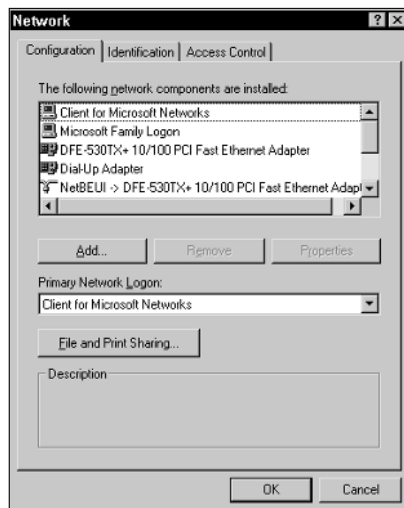 Network
Configuration Identification Access Control
The following network components are installed:
Client for Microsoft Networks
Microsoft Family Logon
DFE-530TX+ 10/100 PCI Fast Ethernet Adapter
Dial-Up Adapter
NetBEUI -> DFE-530TX+ 10/100 PCI Fast Ethernet Adapt
Add... Remove Properties
Primary Network Logon:
Client for Microsoft Networks
File and Print Sharing...
Description
OK Cancel